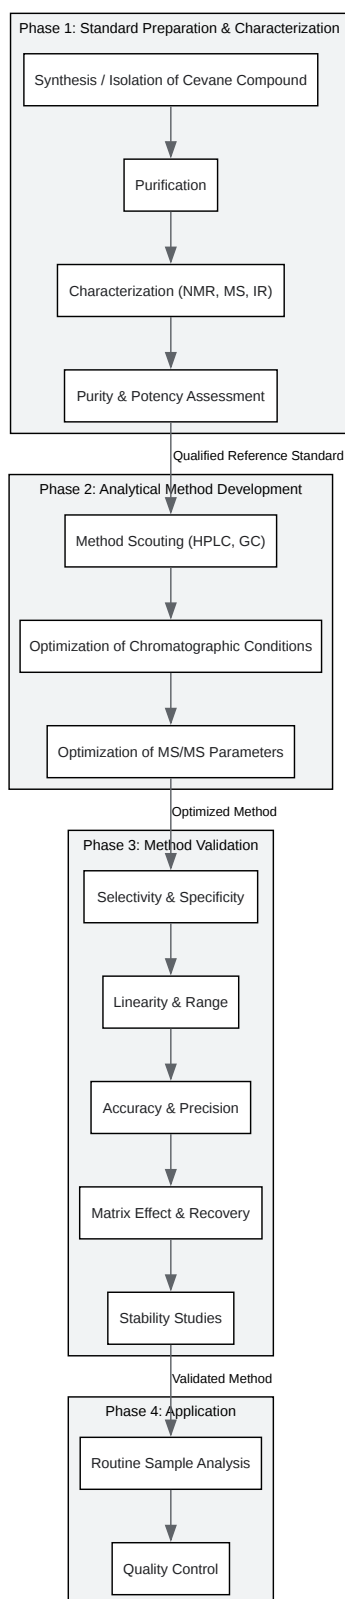 Phase 1: Standard Preparation & Characterization
Synthesis / Isolation of Cevane Compound
Purification
Characterization (NMR, MS, IR)
Purity & Potency Assessment
Qualified Reference Standard
Phase 2: Analytical Method Development
Method Scouting (HPLC, GC)
Optimization of Chromatographic Conditions
Optimization of MS/MS Parameters
Optimized Method
Phase 3: Method Validation
Selectivity & Specificity
Linearity & Range
Accuracy & Precision
Matrix Effect & Recovery
Stability Studies
Validated Method
Phase 4: Application
Routine Sample Analysis
Quality Control